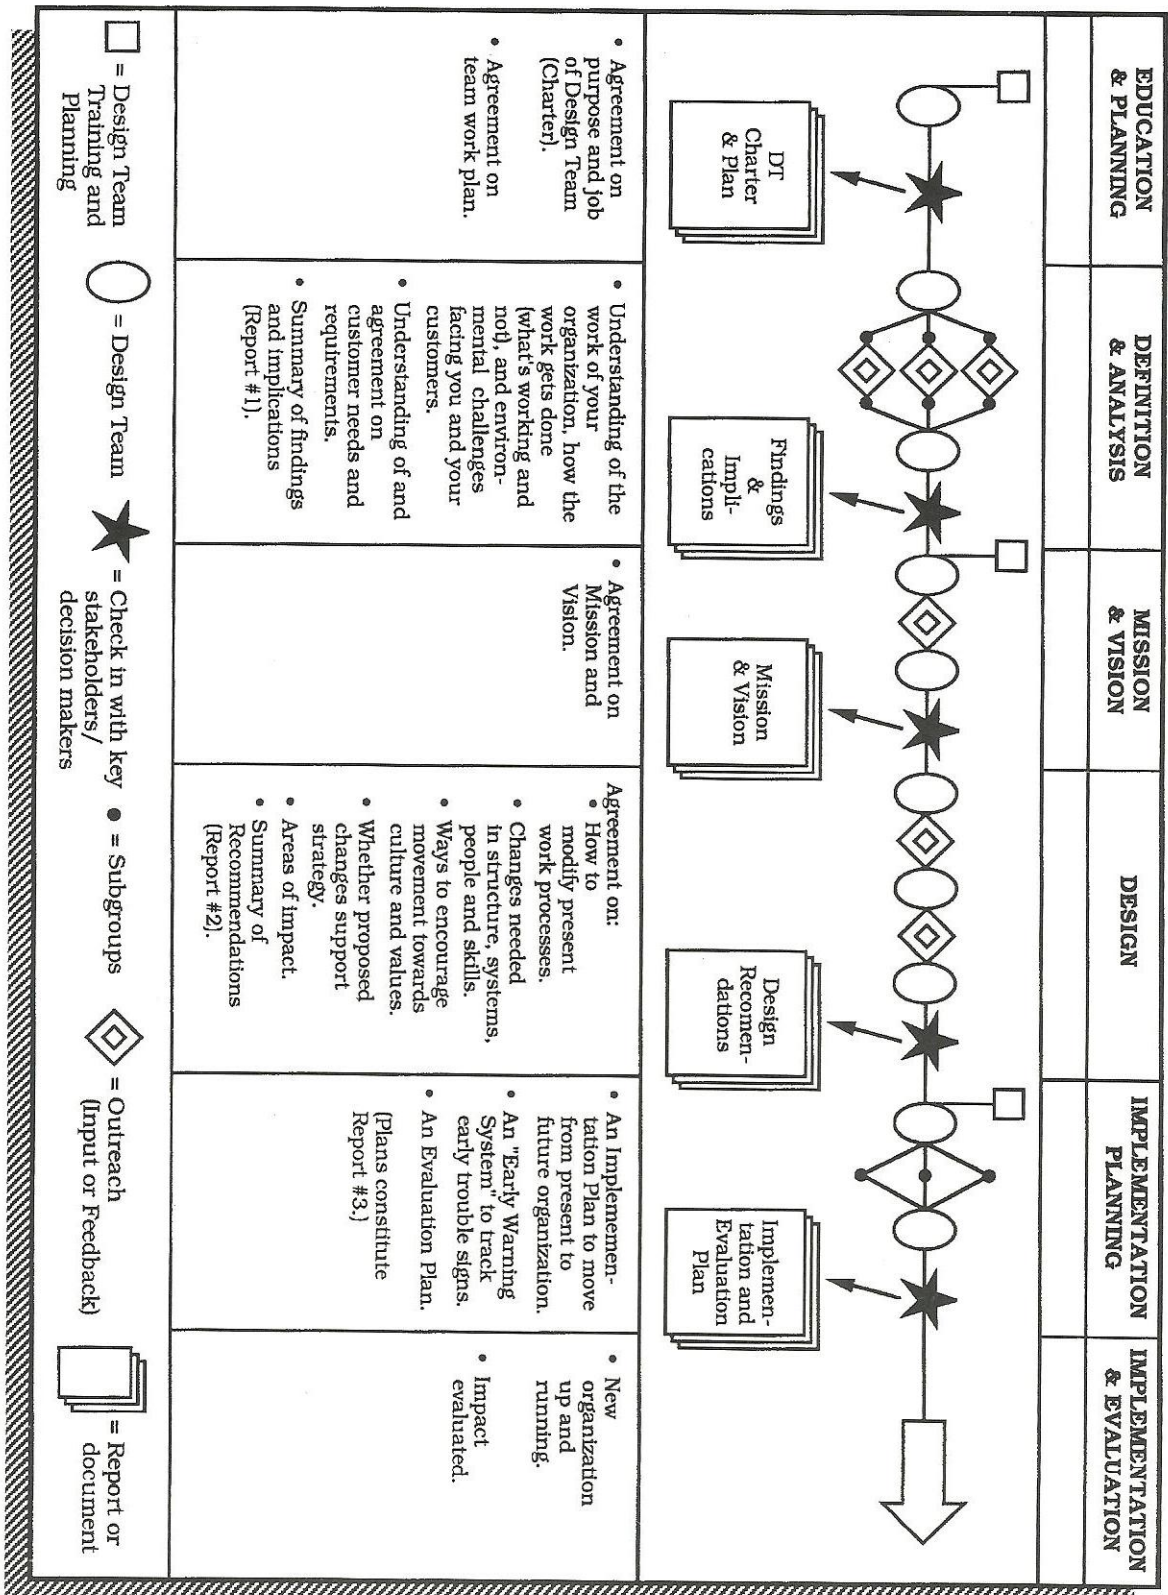 EDUCATION
& PLANNING
DEFINITION
& ANALYSIS
MISSION
& VISION
DESIGN
IMPLEMENTATION
PLANNING
IMPLEMENTATION
& EVALUATION
DT
Charter
& Plan
Findings
&
Impli-
cations
Mission
& Vision
Design
Recomen-
dations
Implemen-
tation and
Evaluation
Plan
• Agreement on
purpose and job
of Design Team
(Charter).
• Agreement on
team work plan.
• Understanding of the
work of your
organization, how the
work gets done
(what's working and
not), and environ-
mental challenges
facing you and your
customers.
• Understanding of and
agreement on
customer needs and
requirements.
• Summary of findings
and implications
(Report #1).
• Agreement on
Mission and
Vision.
Agreement on:
• How to
modify present
work processes.
• Changes needed
in structure, systems,
people and skills.
• Ways to encourage
movement towards
culture and values.
• Whether proposed
changes support
strategy.
• Areas of impact.
• Summary of
Recommendations
(Report #2).
• An Implemen-
tation Plan to move
from present to
future organization.
• An "Early Warning
System" to track
early trouble signs.
• An Evaluation Plan.
(Plans constitute
Report #3.)
• New
organization
up and
running.
• Impact
evaluated.
= Design Team
Training and
Planning
= Design Team
= Check in with key
stakeholders/
decision makers
= Subgroups
= Outreach
(Input or Feedback)
= Report or
document